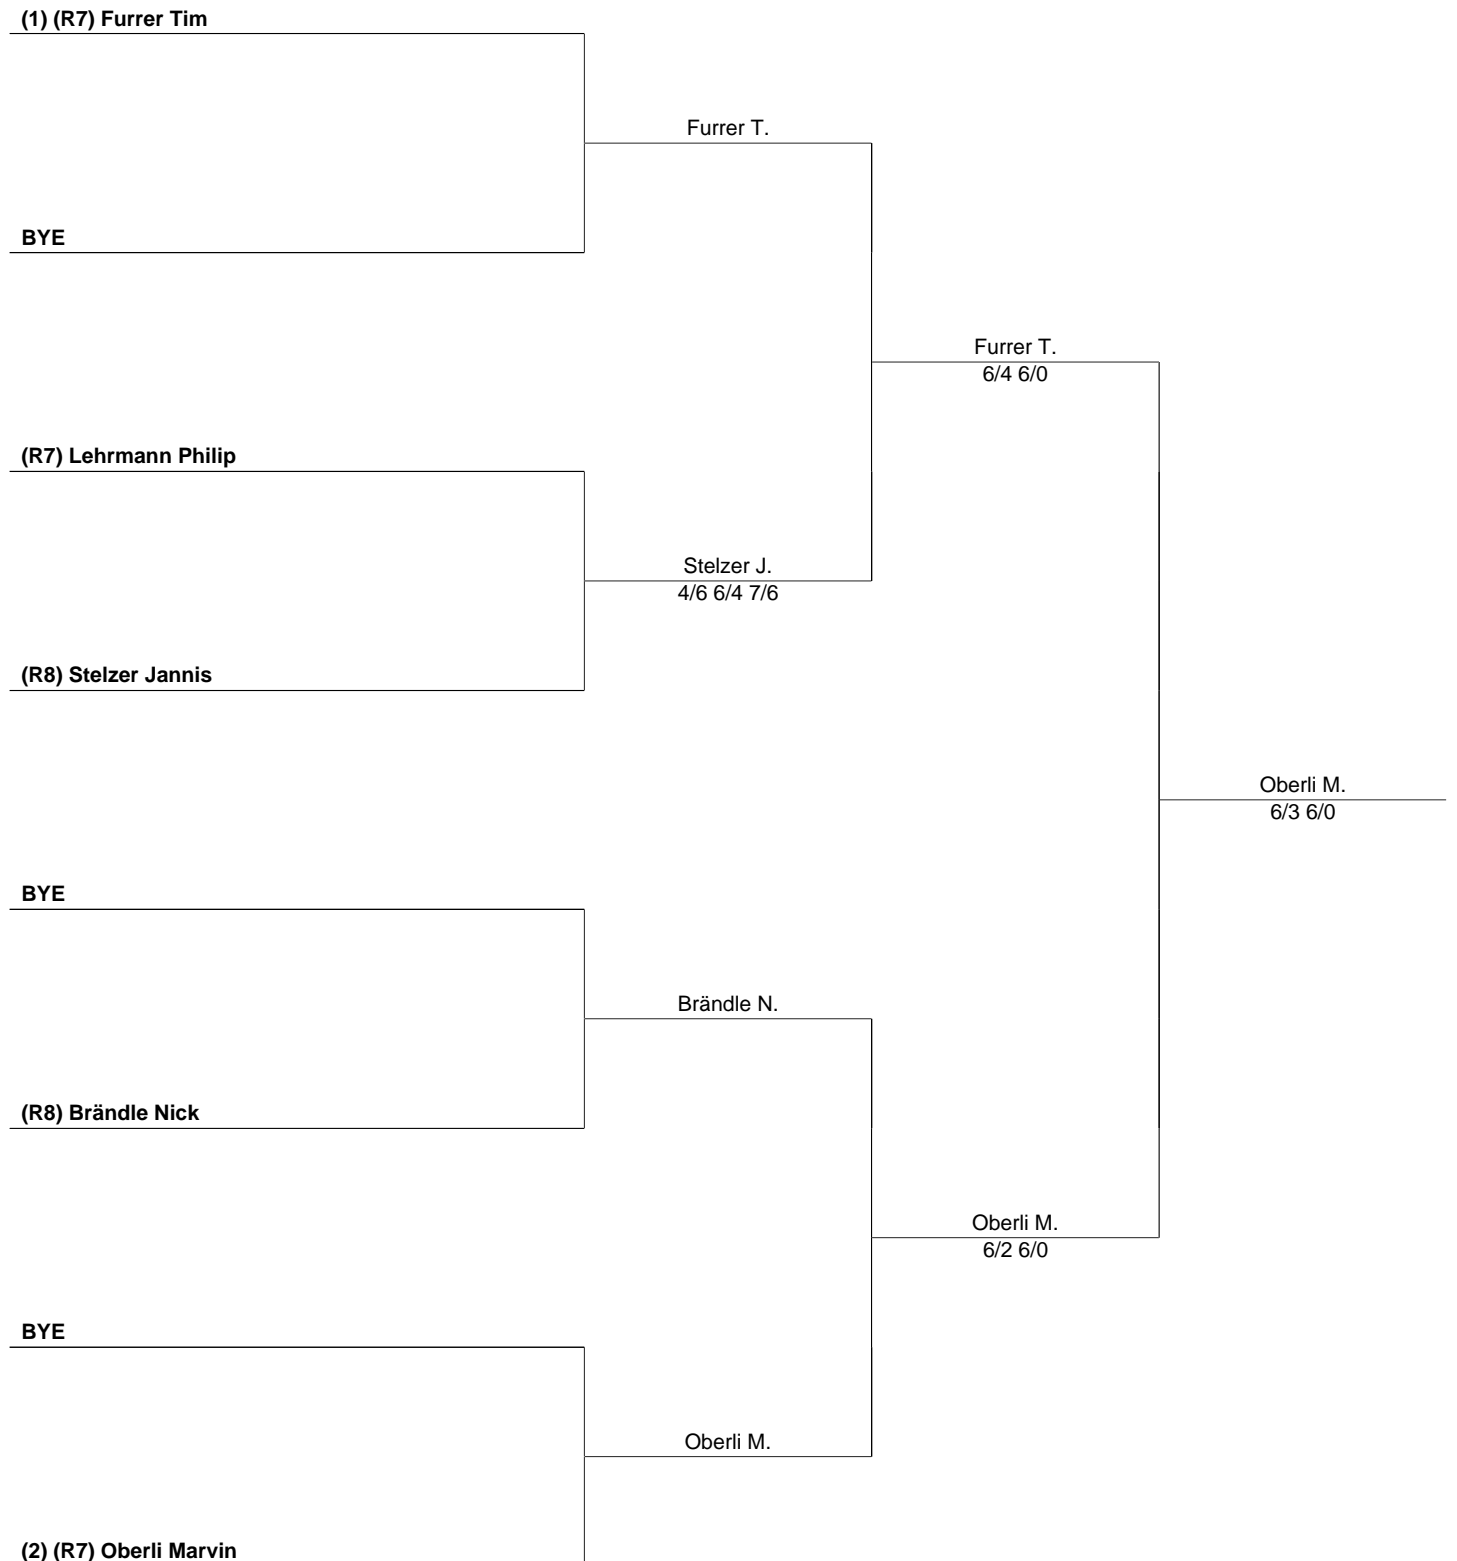 (1) (R7) Furrer Tim
Furrer T.
BYE
Furrer T.
6/4 6/0
(R7) Lehrmann Philip
Stelzer J.
4/6 6/4 7/6
(R8) Stelzer Jannis
Oberli M.
6/3 6/0
BYE
Brändle N.
(R8) Brändle Nick
Oberli M.
6/2 6/0
BYE
Oberli M.
(2) (R7) Oberli Marvin